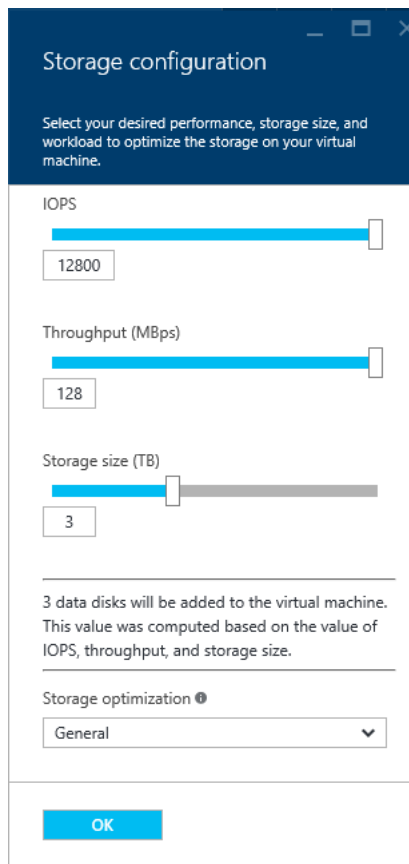 Storage configuration
Select your desired performance, storage size, and
workload to optimize the storage on your virtual
machine.
IOPS
12800
Throughput (MBps)
128
Storage size (TB)
3
3 data disks will be added to the virtual machine.
This value was computed based on the value of
IOPS, throughput, and storage size.
Storage optimization
General
OK